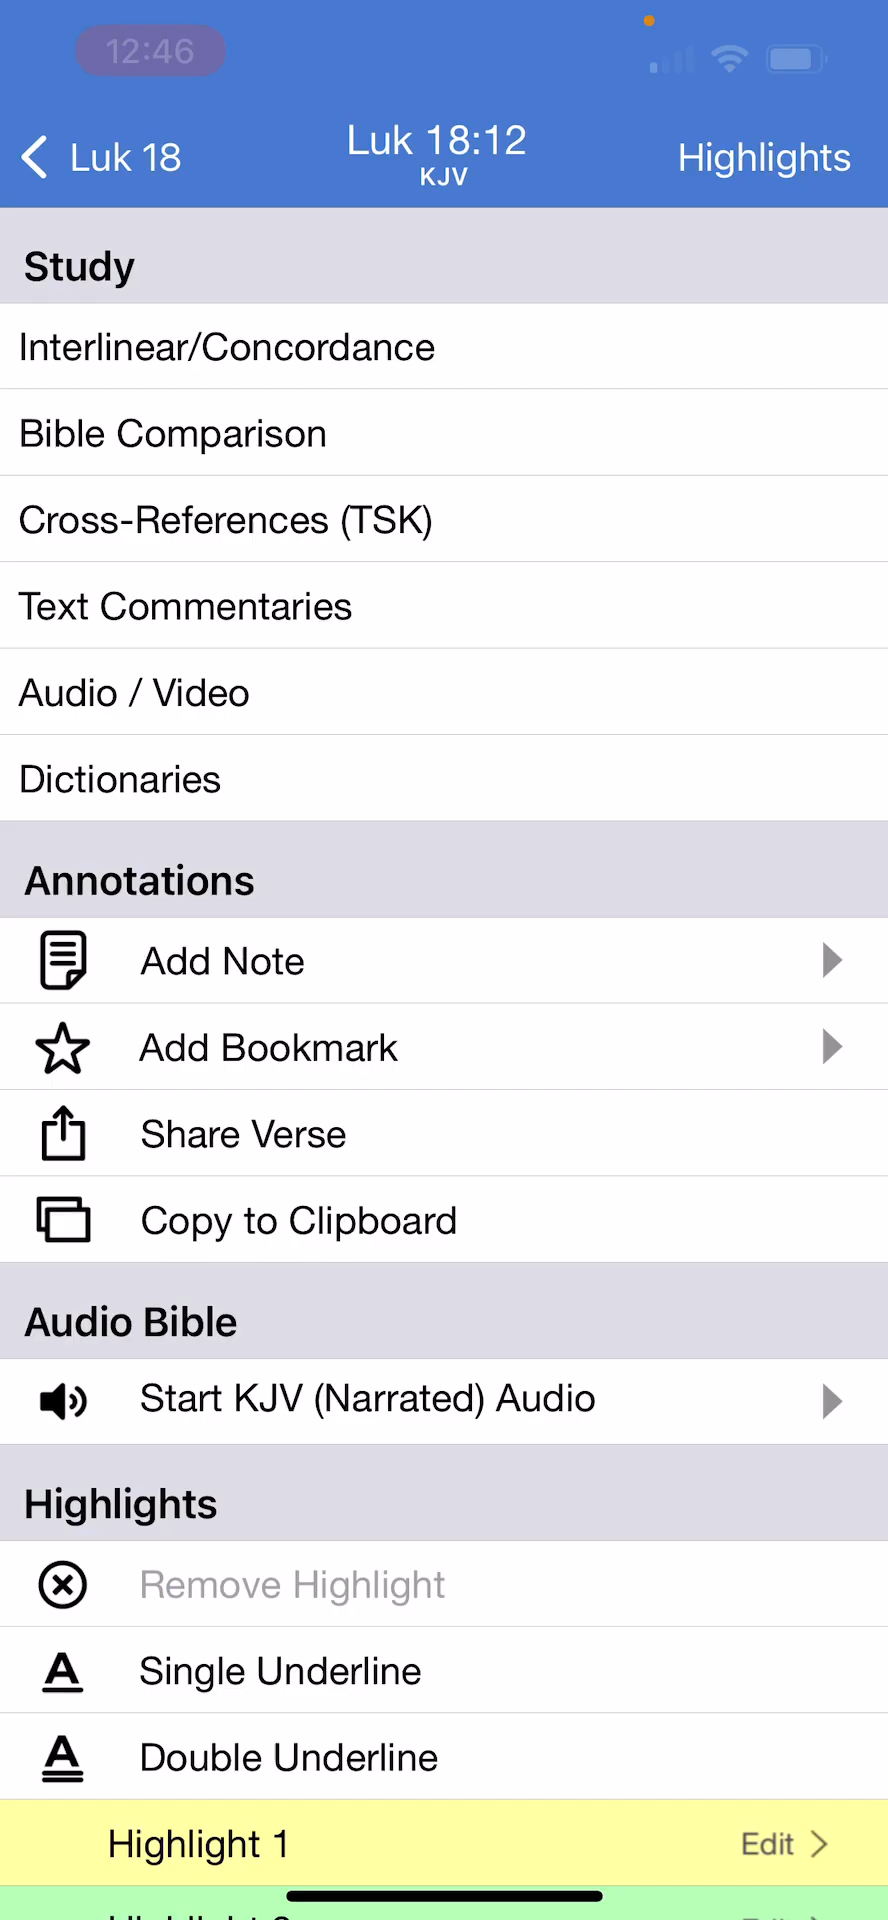 12:46
Luk 18
Luk 18:12
KJV
Highlights
Study
Interlinear/Concordance
Bible Comparison
Cross-References (TSK)
Text Commentaries
Audio / Video
Dictionaries
Annotations
Add Note
Add Bookmark
Share Verse
Copy to Clipboard
Audio Bible
Start KJV (Narrated) Audio
Highlights
Remove Highlight
Single Underline
Double Underline
Highlight 1
Edit